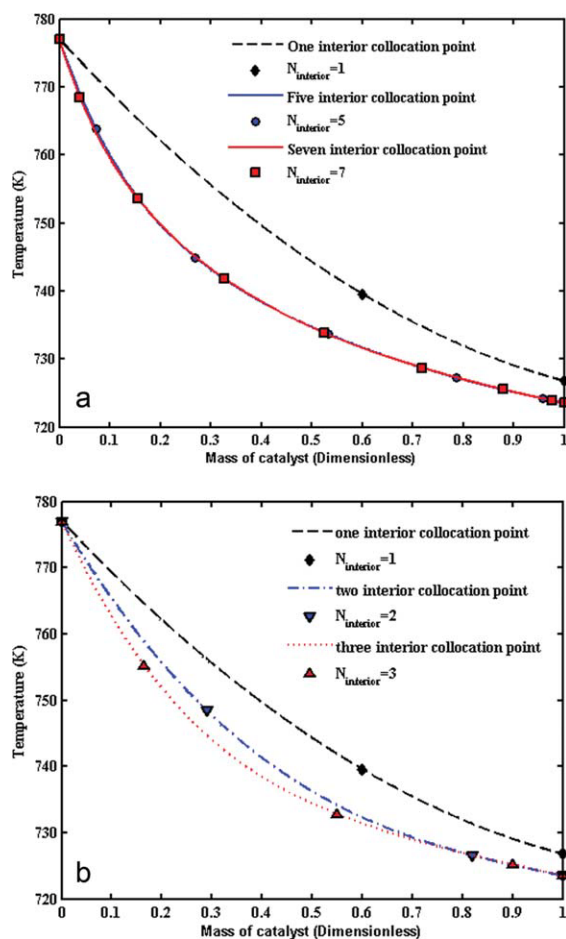 780
One interior collocation point
N_interior=1
770
Five interior collocation point
N_interior=5
Seven interior collocation point
760
N_interior=7
Temperature (K)
750
740
730
a
720
0 0.1 0.2 0.3 0.4 0.5 0.6 0.7 0.8 0.9 1
Mass of catalyst (Dimensionless)
780
one interior collocation point
N_interior=1
770
two interior collocation point
N_interior=2
three interior collocation point
760
N_interior=3
Temperature (K)
750
740
730
b
720
0 0.1 0.2 0.3 0.4 0.5 0.6 0.7 0.8 0.9 1
Mass of catalyst (Dimensionless)